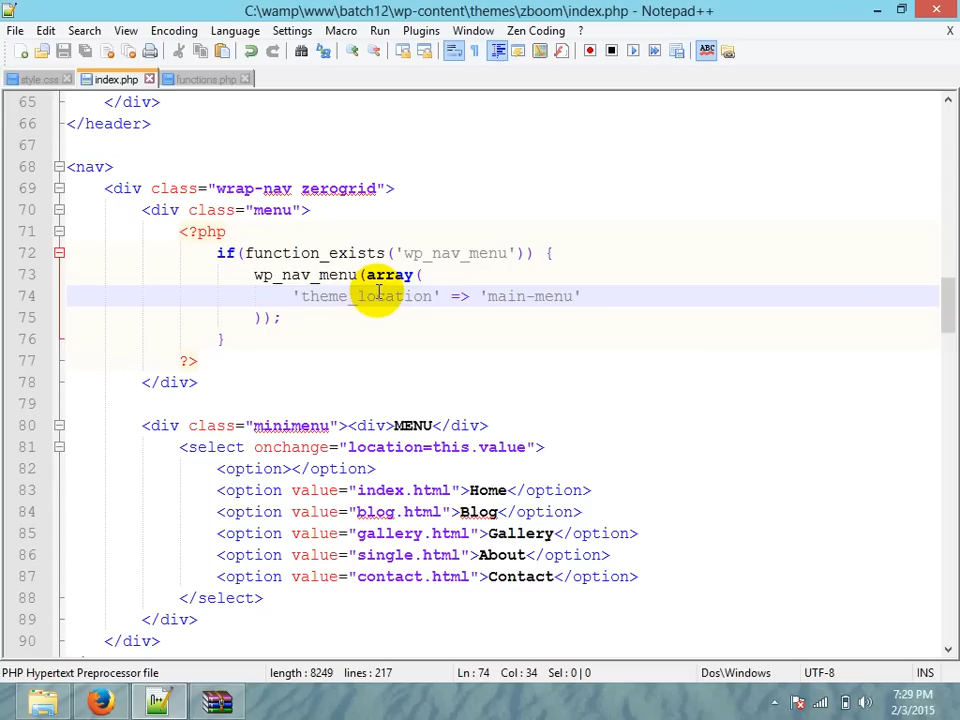 C:\wamp\www\batch12\wp-content\themes\zboom\index.php - Notepad++
File Edit Search View Encoding Language Settings Macro Run Plugins Window Zen Coding ? X
style.css index.php functions.php
65 </div>
66 </header>
67
68 <nav>
69 <div class="wrap-nav zerogrid">
70 <div class="menu">
71 <?php
72 if(function_exists('wp_nav_menu')) {
73 wp_nav_menu(array(
74 'theme_location' => 'main-menu'
75 ));
76 }
77 ?>
78 </div>
79
80 <div class="minimenu"><div>MENU</div>
81 <select onchange="location=this.value">
82 <option></option>
83 <option value="index.html">Home</option>
84 <option value="blog.html">Blog</option>
85 <option value="gallery.html">Gallery</option>
86 <option value="single.html">About</option>
87 <option value="contact.html">Contact</option>
88 </select>
89 </div>
90 </div>
PHP Hypertext Preprocessor file length : 8249 lines : 217 Ln : 74 Col : 34 Sel : 0 | 0 Dos\Windows UTF-8 INS
7:29 PM
2/3/2015